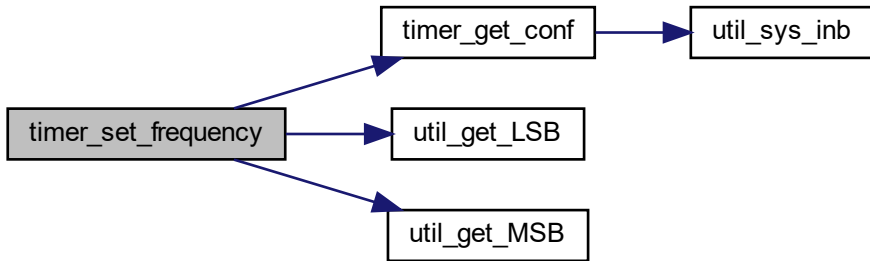 timer_get_conf
util_sys_inb
timer_set_frequency
util_get_LSB
util_get_MSB